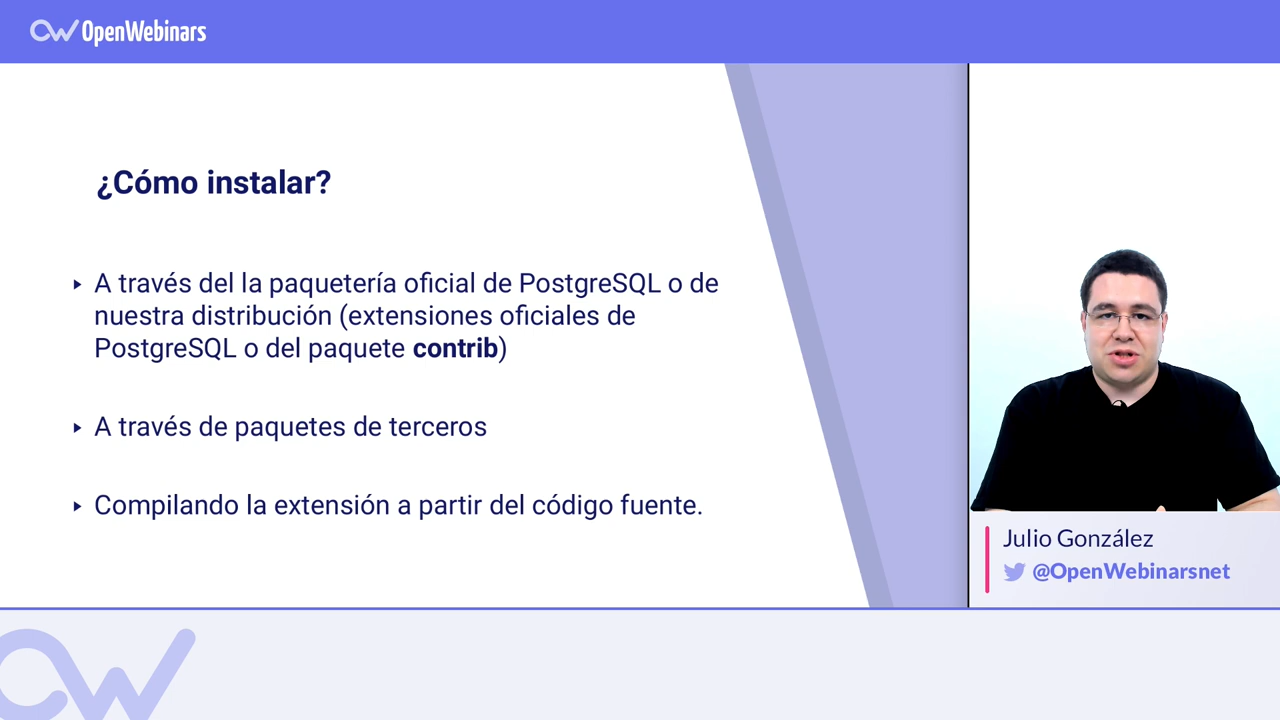 OpenWebinars
¿Cómo instalar?
A través del la paquetería oficial de PostgreSQL o de
nuestra distribución (extensiones oficiales de
PostgreSQL o del paquete contrib)
A través de paquetes de terceros
Compilando la extensión a partir del código fuente.
Julio González
@OpenWebinarsnet